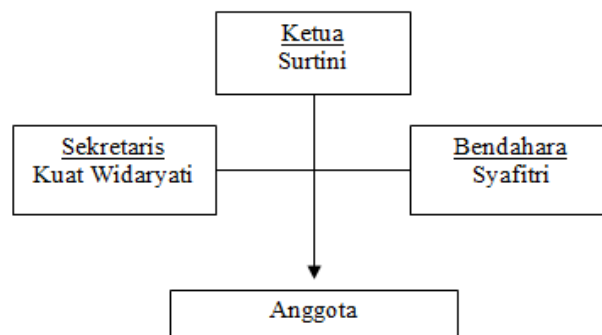 Ketua
Surtini
Sekretaris
Kuat Widaryati
Bendahara
Syafitri
Anggota